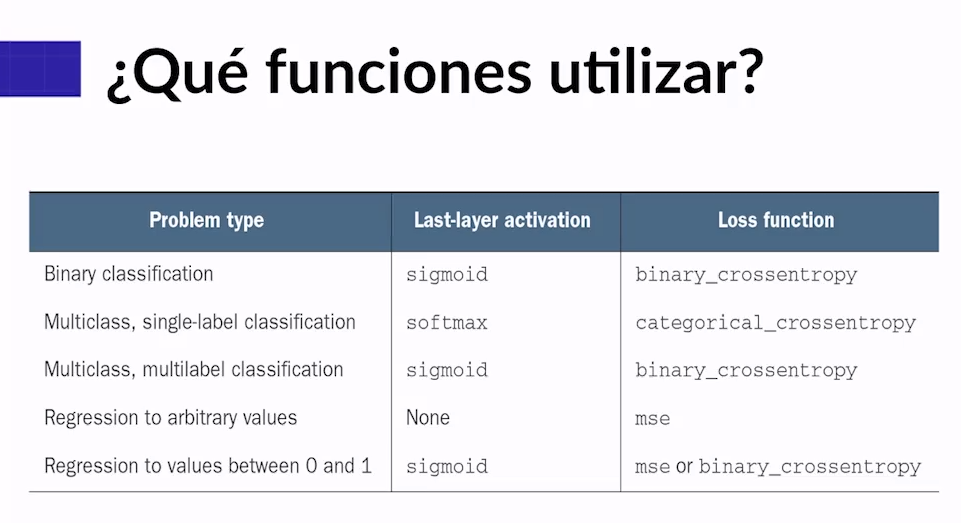 ¿Qué funciones utilizar?
Problem type Last-layer activation Loss function
Binary classification sigmoid binary_crossentropy
Multiclass, single-label classification softmax categorical_crossentropy
Multiclass, multilabel classification sigmoid binary_crossentropy
Regression to arbitrary values None mse
Regression to values between 0 and 1 sigmoid mse or binary_crossentropy